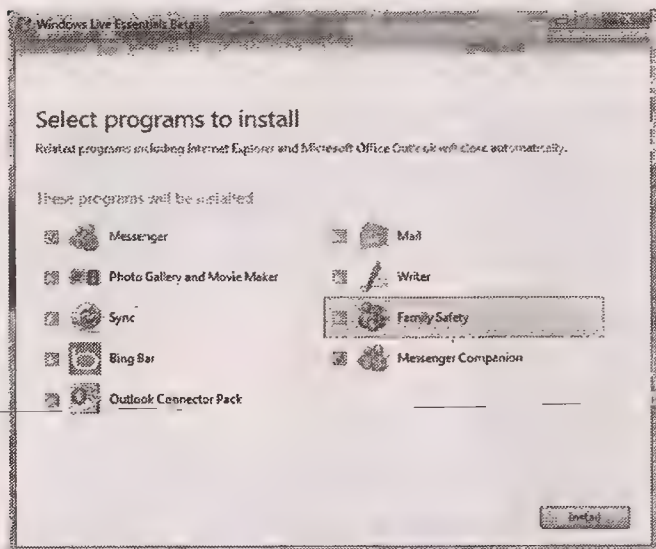 Windows Live Essentials Beta
Select programs to install
Related programs including Internet Explorer and Microsoft Office Outlook will close automatically.
These programs will be installed
Messenger
Photo Gallery and Movie Maker
Sync
Bing Bar
Outlook Connector Pack
Mail
Writer
Family Safety
Messenger Companion
Install